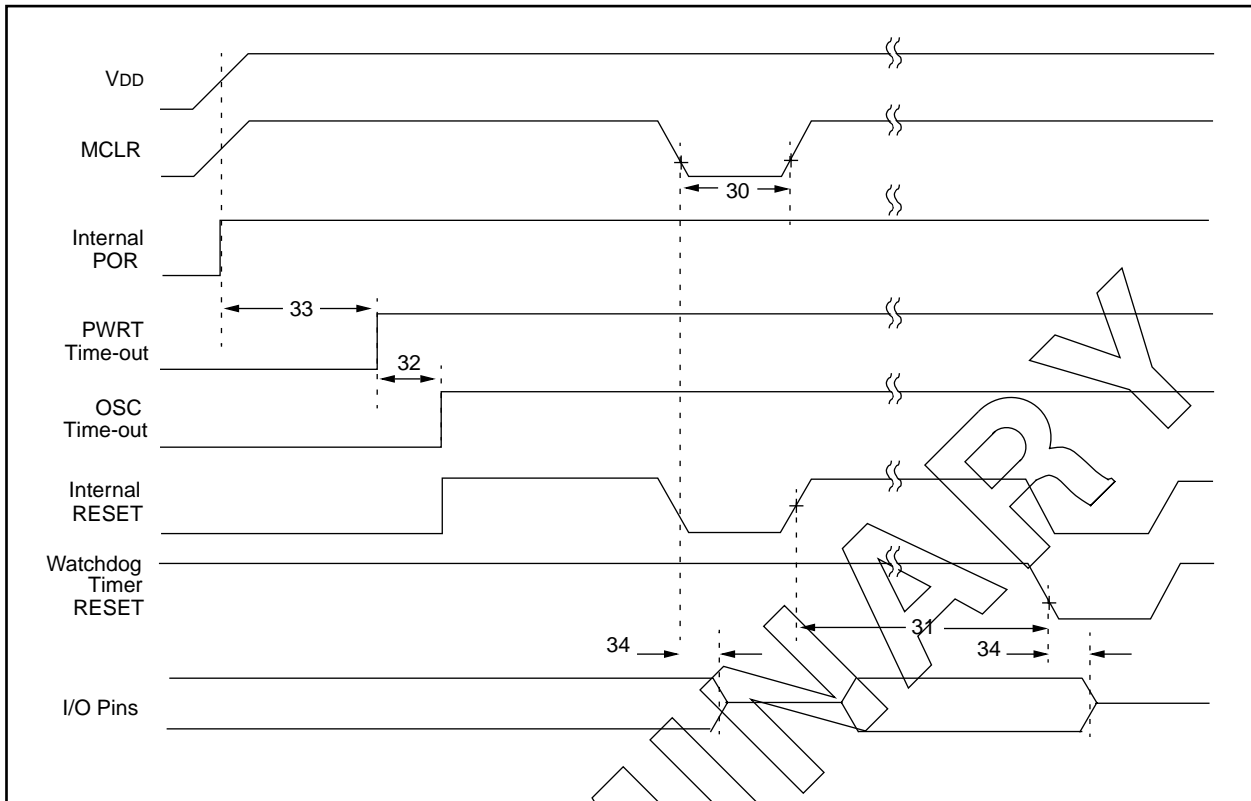 VDD
MCLR
30
Internal
POR
33
PWRT
Time-out
32
OSC
Time-out
Internal
RESET
Watchdog
Timer
RESET
31
34
34
I/O Pins
INARY